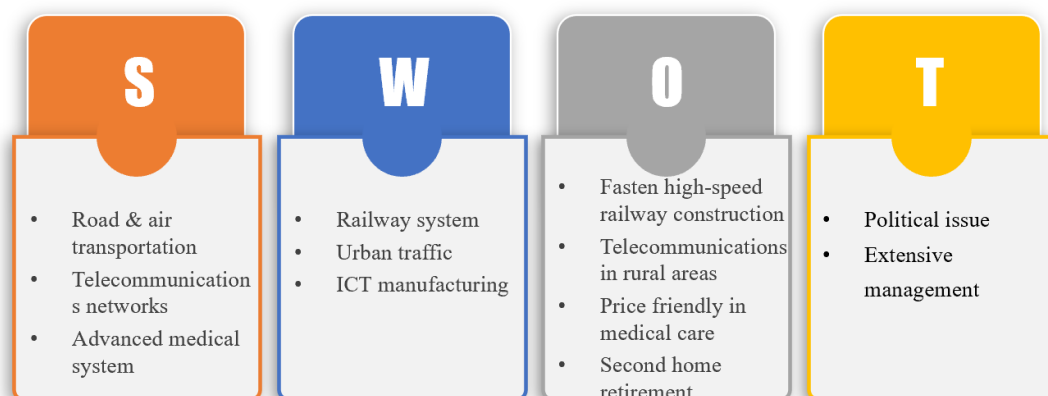 S
Road & air
transportation
Telecommunication
s networks
Advanced medical
system
W
Railway system
Urban traffic
ICT manufacturing
O
Fasten high-speed
railway construction
Telecommunications
in rural areas
Price friendly in
medical care
Second home
retirement
T
Political issue
Extensive
management